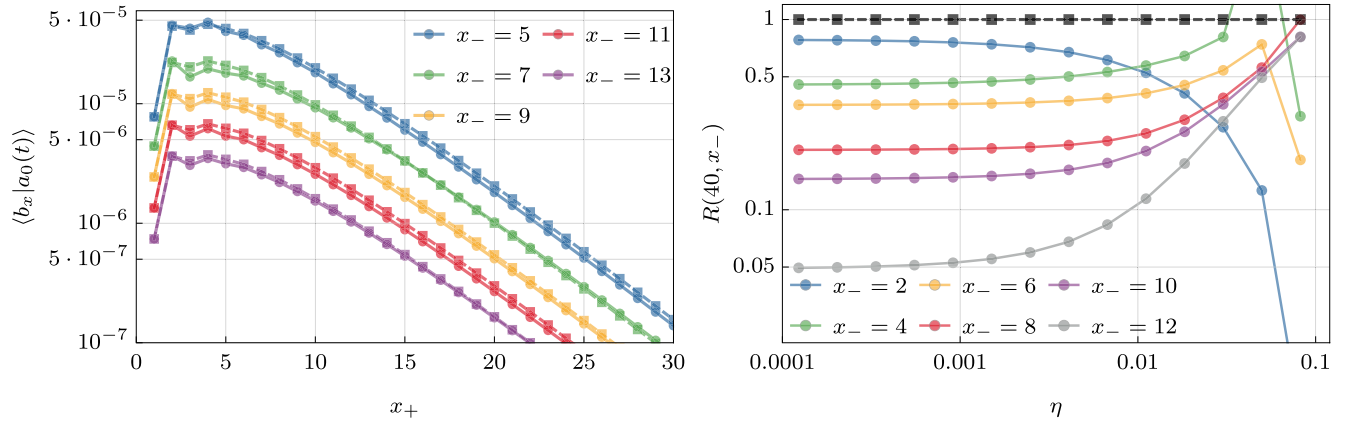 ⟨b_x|a_0(t)⟩
5 · 10^−5
10^−5
5 · 10^−6
10^−6
5 · 10^−7
10^−7
0 5 10 15 20 25 30
x_+
x_− = 5 x_− = 11
x_− = 7 x_− = 13
x_− = 9
R(40, x_−)
1
0.5
0.1
0.05
x_− = 2 x_− = 6 x_− = 10
x_− = 4 x_− = 8 x_− = 12
0.0001 0.001 0.01 0.1
η